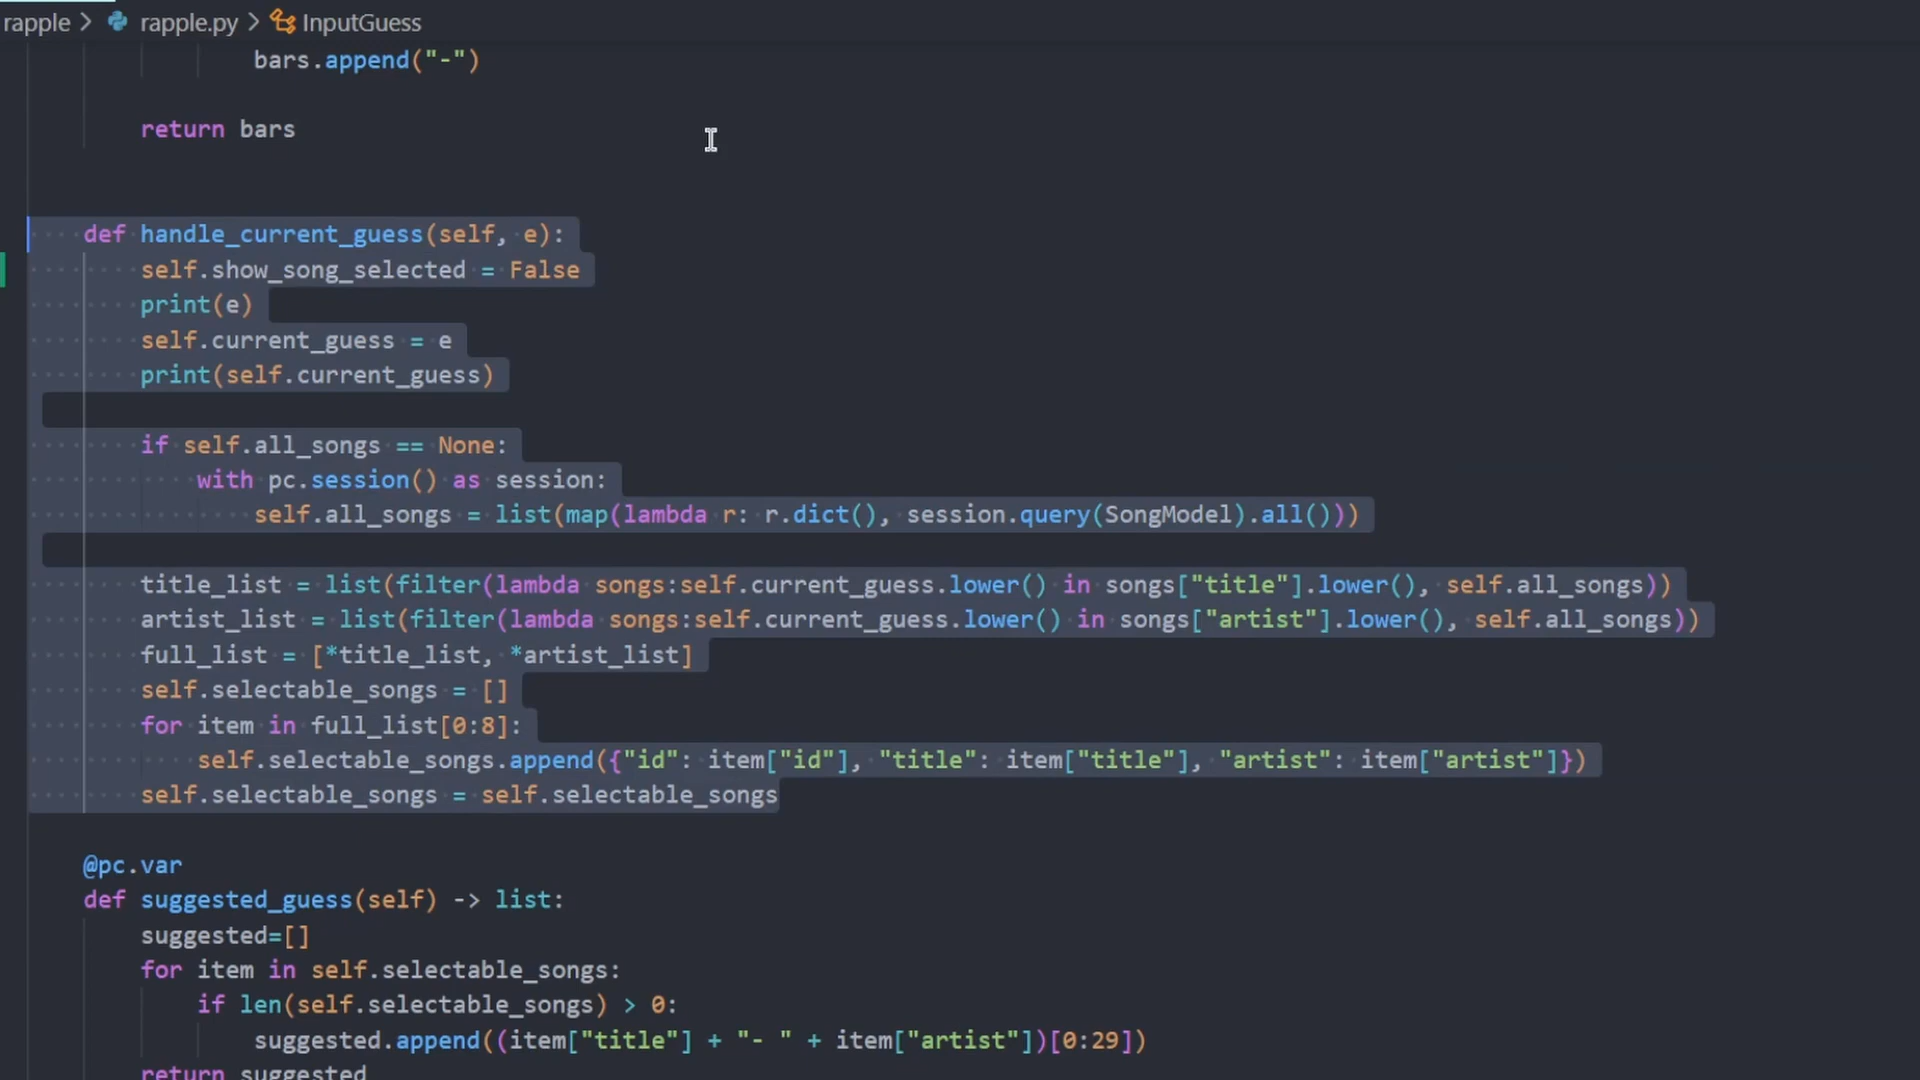 rapple > rapple.py > InputGuess
bars.append("-")
return bars
def handle_current_guess(self, e):
self.show_song_selected = False
print(e)
self.current_guess = e
print(self.current_guess)
if self.all_songs == None:
with pc.session() as session:
self.all_songs = list(map(lambda r: r.dict(), session.query(SongModel).all()))
title_list = list(filter(lambda songs:self.current_guess.lower() in songs["title"].lower(), self.all_songs))
artist_list = list(filter(lambda songs:self.current_guess.lower() in songs["artist"].lower(), self.all_songs))
full_list = [*title_list, *artist_list]
self.selectable_songs = []
for item in full_list[0:8]:
self.selectable_songs.append({"id": item["id"], "title": item["title"], "artist": item["artist"]})
self.selectable_songs = self.selectable_songs
@pc.var
def suggested_guess(self) -> list:
suggested=[]
for item in self.selectable_songs:
if len(self.selectable_songs) > 0:
suggested.append((item["title"] + "- " + item["artist"])[0:29])
return suggested